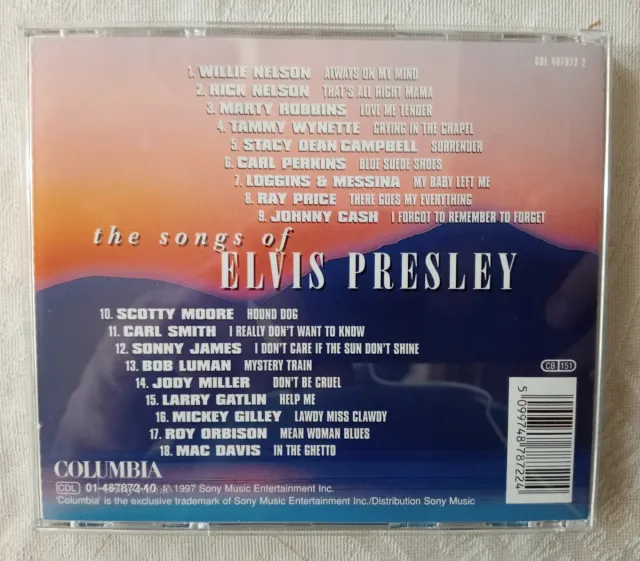 COL 487872 2
1. WILLIE NELSON ALWAYS ON MY MIND
2. RICK NELSON THAT'S ALL RIGHT MAMA
3. MARTY ROBBINS LOVE ME TENDER
4. TAMMY WYNETTE CRYING IN THE CHAPEL
5. STACY DEAN CAMPBELL SURRENDER
6. CARL PERKINS BLUE SUEDE SHOES
7. LOGGINS & MESSINA MY BABY LEFT ME
8. RAY PRICE THERE GOES MY EVERYTHING
9. JOHNNY CASH I FORGOT TO REMEMBER TO FORGET
the songs of
ELVIS PRESLEY
10. SCOTTY MOORE HOUND DOG
11. CARL SMITH I REALLY DON'T WANT TO KNOW
12. SONNY JAMES I DON'T CARE IF THE SUN DON'T SHINE
13. BOB LUMAN MYSTERY TRAIN
14. JODY MILLER DON'T BE CRUEL
15. LARRY GATLIN HELP ME
16. MICKEY GILLEY LAWDY MISS CLAWDY
17. ROY ORBISON MEAN WOMAN BLUES
18. MAC DAVIS IN THE GHETTO
CB 151
5 099748 787224
COLUMBIA
CDL 01-487872-10 ℗ 1997 Sony Music Entertainment Inc.
'Columbia' is the exclusive trademark of Sony Music Entertainment Inc./Distribution Sony Music